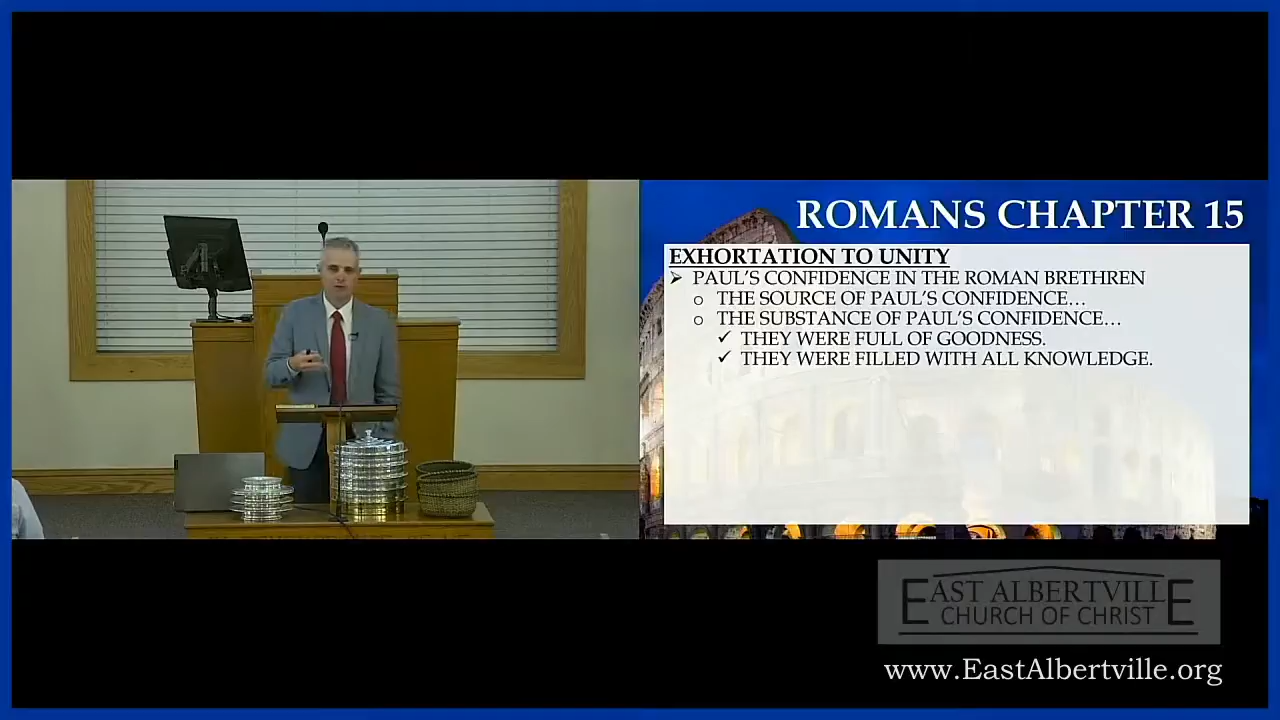 ROMANS CHAPTER 15
EXHORTATION TO UNITY
➢ PAUL'S CONFIDENCE IN THE ROMAN BRETHREN
o THE SOURCE OF PAUL'S CONFIDENCE…
o THE SUBSTANCE OF PAUL'S CONFIDENCE…
✓ THEY WERE FULL OF GOODNESS.
✓ THEY WERE FILLED WITH ALL KNOWLEDGE.
EAST ALBERTVILLE
CHURCH OF CHRIST
www.EastAlbertville.org